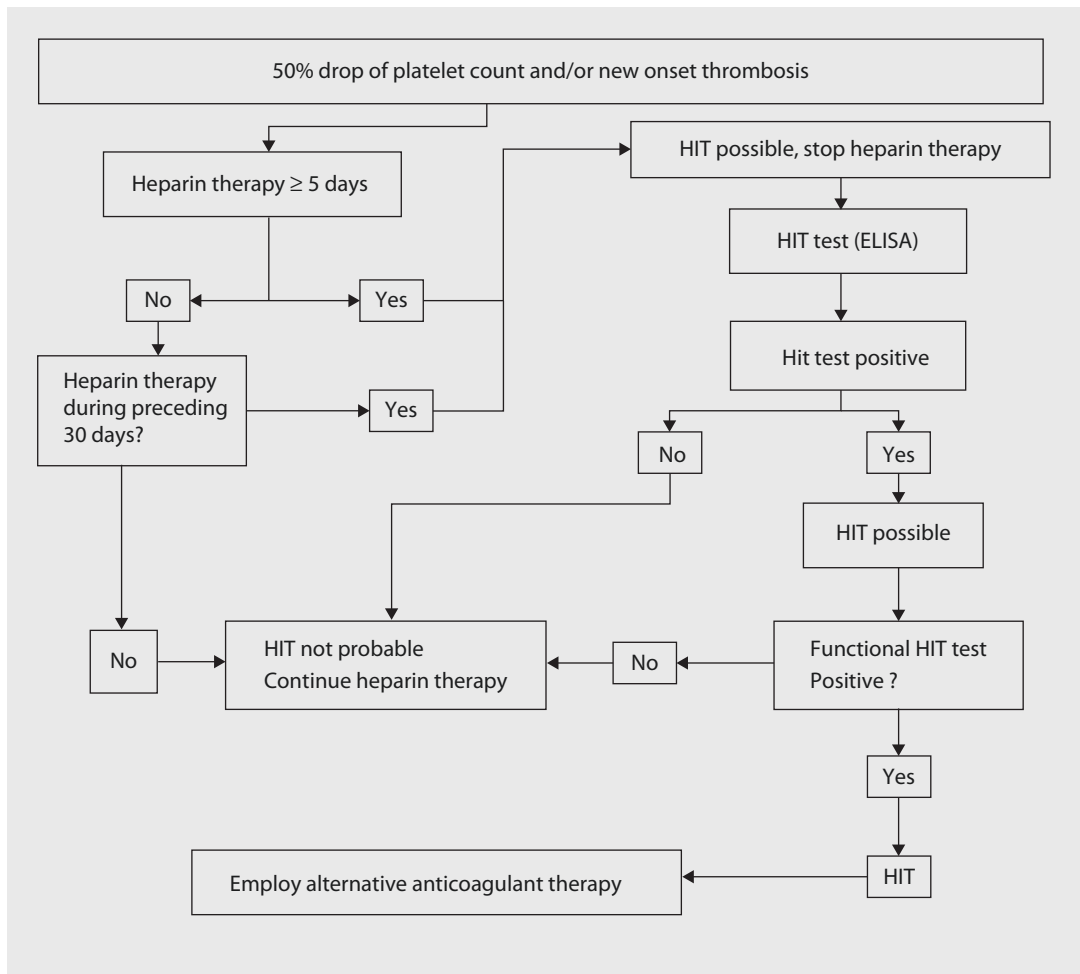 50% drop of platelet count and/or new onset thrombosis
Heparin therapy ≥ 5 days
HIT possible, stop heparin therapy
HIT test (ELISA)
No
Yes
Hit test positive
Heparin therapy
during preceding
30 days?
Yes
No
Yes
HIT possible
No
HIT not probable
Continue heparin therapy
No
Functional HIT test
Positive ?
Yes
HIT
Employ alternative anticoagulant therapy